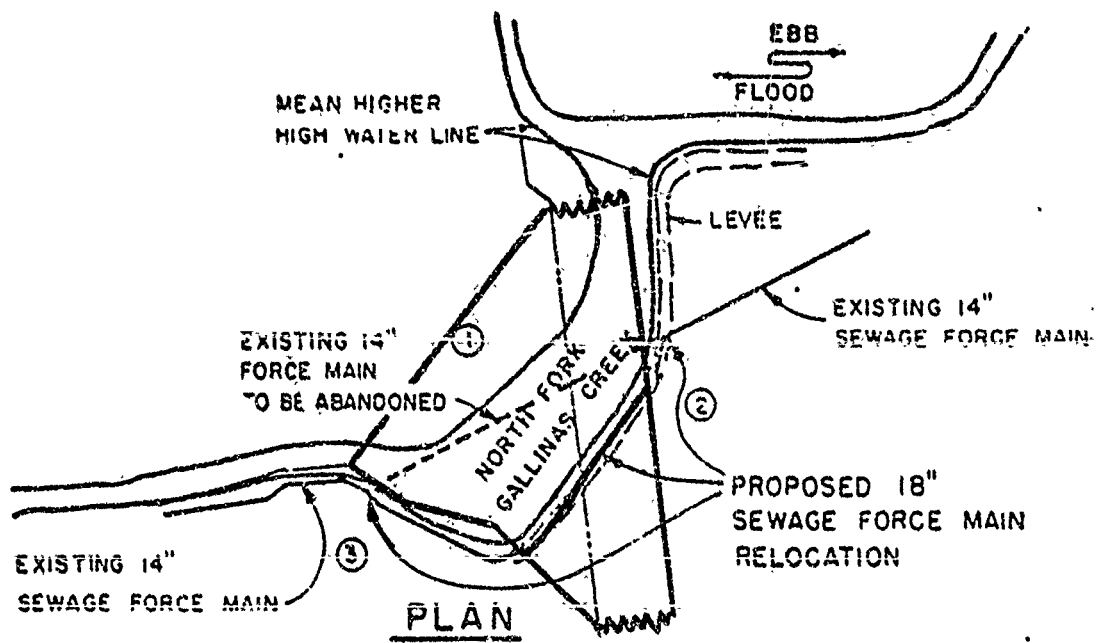 EBB
FLOOD
MEAN HIGHER
HIGH WATER LINE
LEVEE
EXISTING 14"
SEWAGE FORCE MAIN
EXISTING 14"
FORCE MAIN
TO BE ABANDONED
1
NORTH FORK
GALLINAS CREEK
2
PROPOSED 18"
SEWAGE FORCE MAIN
RELOCATION
3
EXISTING 14"
SEWAGE FORCE MAIN
PLAN